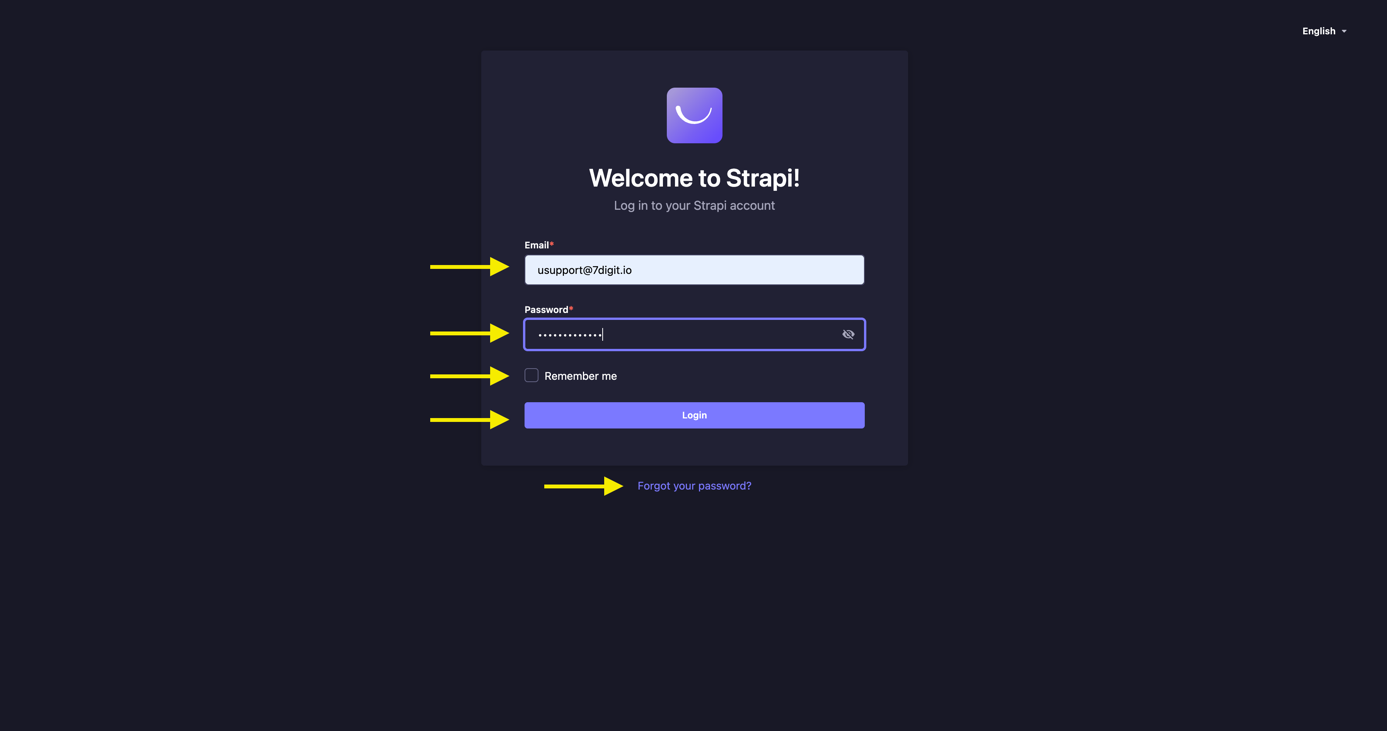 English
Welcome to Strapi!
Log in to your Strapi account
Email*
usupport@7digit.io
Password*
•••••••••••••
Remember me
Login
Forgot your password?